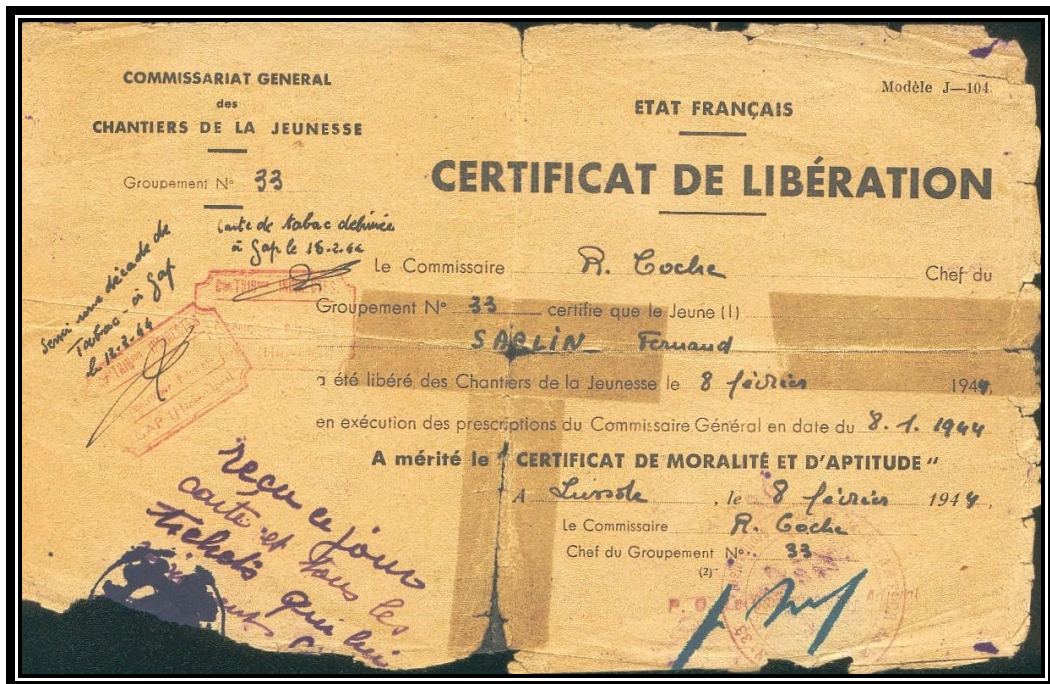 COMMISSARIAT GENERAL
des
CHANTIERS DE LA JEUNESSE
Groupement N° 33
Carte de tabac délivrée
à Gap le 18.2.44
Servi une décade de
Tabac - à Gap
le 18.2.44
CONTRIBons INDIRECTES
reçu ce jour
carte et tous les
tickets qui lui
Modèle J—104
ETAT FRANÇAIS
CERTIFICAT DE LIBÉRATION
Le Commissaire R. Coche Chef du
Groupement N° 33 certifie que le Jeune (1)
SAPLIN Fernand
a été libéré des Chantiers de la Jeunesse le 8 février 1944,
en exécution des prescriptions du Commissaire Général en date du 8.1.1944
A mérité le " CERTIFICAT DE MORALITÉ ET D'APTITUDE "
A , le 8 février 1944,
Le Commissaire R. Coche
Chef du Groupement N° 33
(2)
P. O.